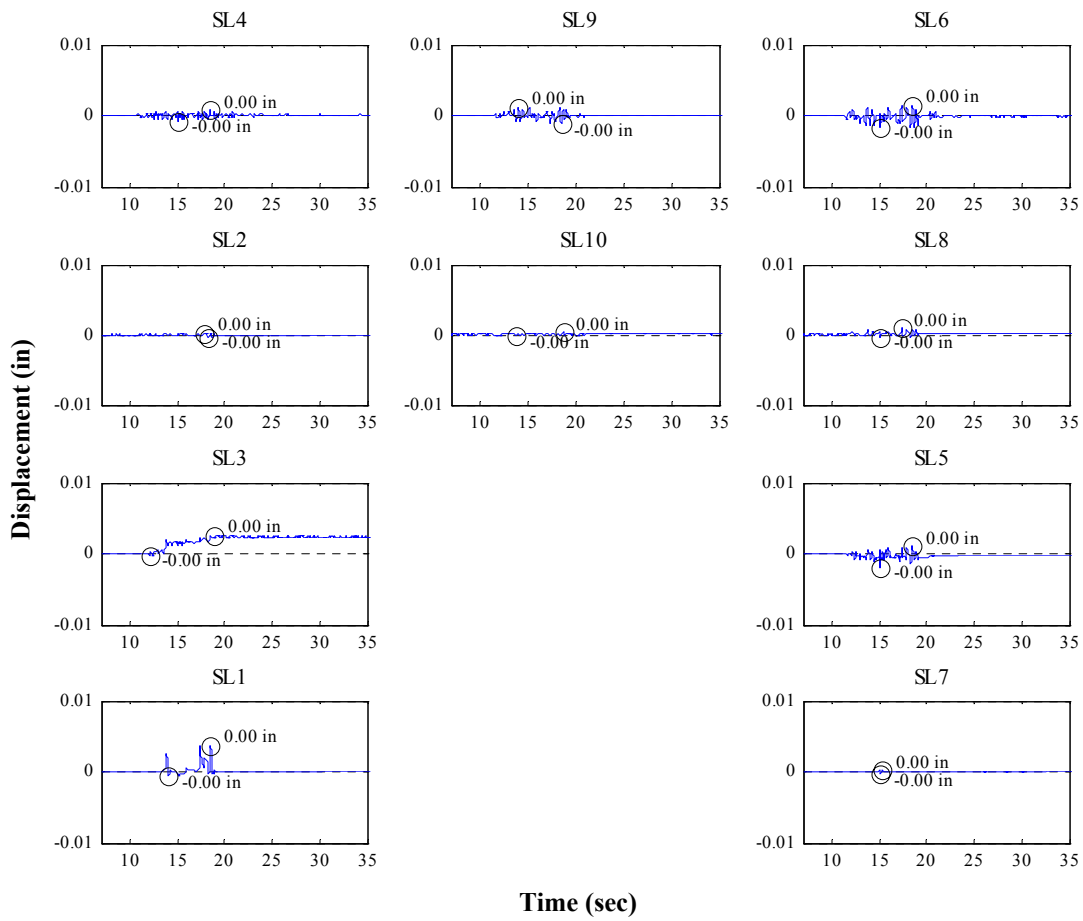 SL4 SL9 SL6
0.01 0.01 0.01
0.00 in 0.00 in 0.00 in
0 0 0
-0.00 in -0.00 in -0.00 in
-0.01 -0.01 -0.01
10 15 20 25 30 35 10 15 20 25 30 35 10 15 20 25 30 35
SL2 SL10 SL8
0.01 0.01 0.01
0.00 in 0.00 in 0.00 in
0 0 0
-0.00 in -0.00 in -0.00 in
-0.01 -0.01 -0.01
10 15 20 25 30 35 10 15 20 25 30 35 10 15 20 25 30 35
Displacement (in)
SL3 SL5
0.01 0.01
0.00 in 0.00 in
0 0
-0.00 in -0.00 in
-0.01 -0.01
10 15 20 25 30 35 10 15 20 25 30 35
SL1 SL7
0.01 0.01
0.00 in 0.00 in
0 0
-0.00 in -0.00 in
-0.01 -0.01
10 15 20 25 30 35 10 15 20 25 30 35
Time (sec)